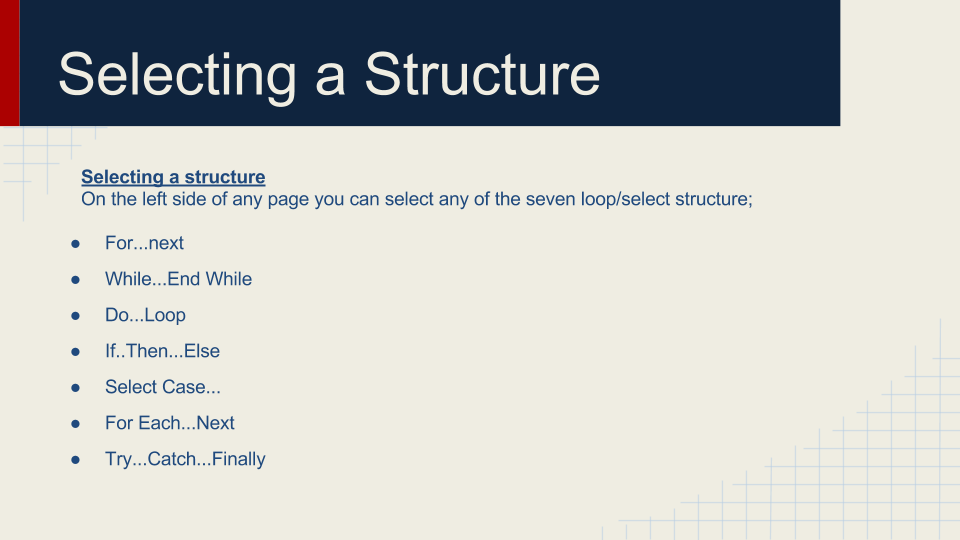 Selecting a Structure
Selecting a structure
On the left side of any page you can select any of the seven loop/select structure;
● For...next
● While...End While
● Do...Loop
● If..Then...Else
● Select Case...
● For Each...Next
● Try...Catch...Finally